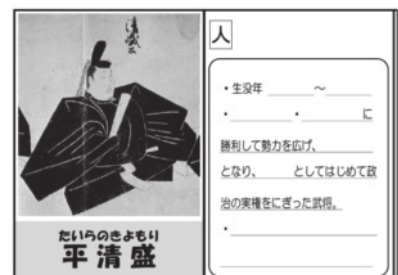 人
・生没年 ～
・ ・ に
勝利して勢力を広げ、
となり、 としてはじめて政
治の実権をにぎった武将。
・
たいらのきよもり
平清盛